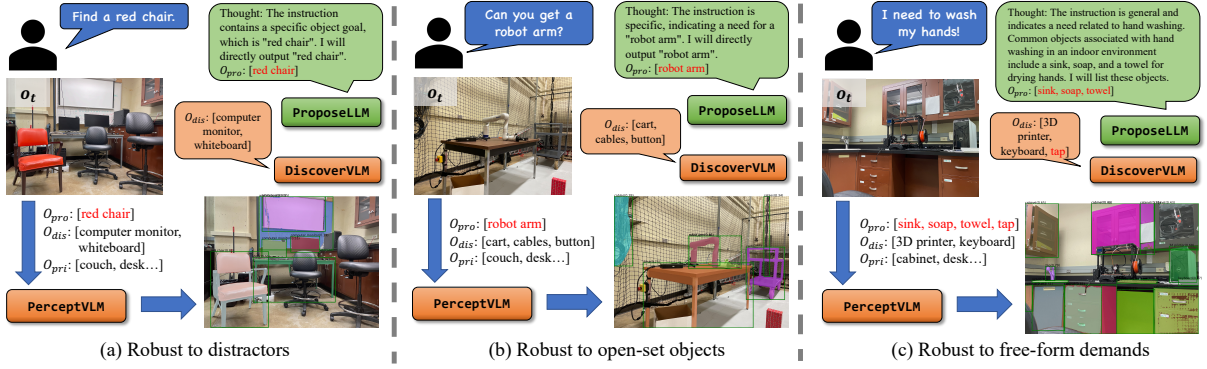 Find a red chair.
Thought: The instruction
contains a specific object goal,
which is "red chair". I will
directly output "red chair".
O_pro: [red chair]
o_t
ProposeLLM
O_dis: [computer
monitor,
whiteboard]
DiscoverVLM
O_pro: [red chair]
O_dis: [computer monitor,
whiteboard]
O_pri: [couch, desk…]
PerceptVLM
(a) Robust to distractors
Can you get a
robot arm?
Thought: The instruction is
specific, indicating a need for a
"robot arm". I will directly
output "robot arm".
O_pro: [robot arm]
o_t
ProposeLLM
O_dis: [cart,
cables, button]
DiscoverVLM
O_pro: [robot arm]
O_dis: [cart, cables, button]
O_pri: [couch, desk…]
PerceptVLM
(b) Robust to open-set objects
I need to wash
my hands!
Thought: The instruction is general and
indicates a need related to hand washing.
Common objects associated with hand
washing in an indoor environment
include a sink, soap, and a towel for
drying hands. I will list these objects.
O_pro: [sink, soap, towel]
o_t
ProposeLLM
O_dis: [3D
printer,
keyboard, tap]
DiscoverVLM
O_pro: [sink, soap, towel, tap]
O_dis: [3D printer, keyboard]
O_pri: [cabinet, desk…]
PerceptVLM
(c) Robust to free-form demands